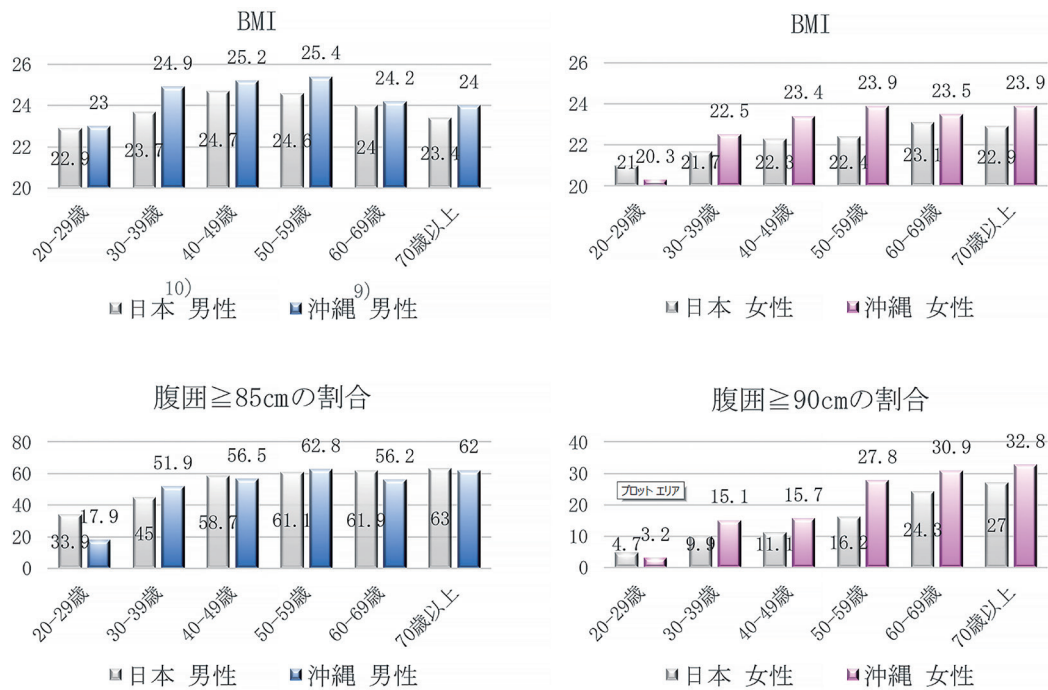 BMI
26
24
22
20
23
24.9
25.2
25.4
24.2
24
22.9
23.7
24.7
24.6
24
23.4
20-29歳
30-39歳
40-49歳
50-59歳
60-69歳
70歳以上
日本 男性10)
沖縄 男性9)
BMI
26
24
22
20
20.3
22.5
23.4
23.9
23.5
23.9
21
21.7
22.3
22.4
23.1
22.9
20-29歳
30-39歳
40-49歳
50-59歳
60-69歳
70歳以上
日本 女性
沖縄 女性
腹囲≧85cmの割合
80
60
40
20
0
17.9
51.9
56.5
62.8
56.2
62
33.9
45
58.7
61.1
61.9
63
20-29歳
30-39歳
40-49歳
50-59歳
60-69歳
70歳以上
日本 男性
沖縄 男性
腹囲≧90cmの割合
40
30
20
10
0
プロット エリア
3.2
15.1
15.7
27.8
30.9
32.8
4.7
9.9
11.1
16.2
24.3
27
20-29歳
30-39歳
40-49歳
50-59歳
60-69歳
70歳以上
日本 女性
沖縄 女性